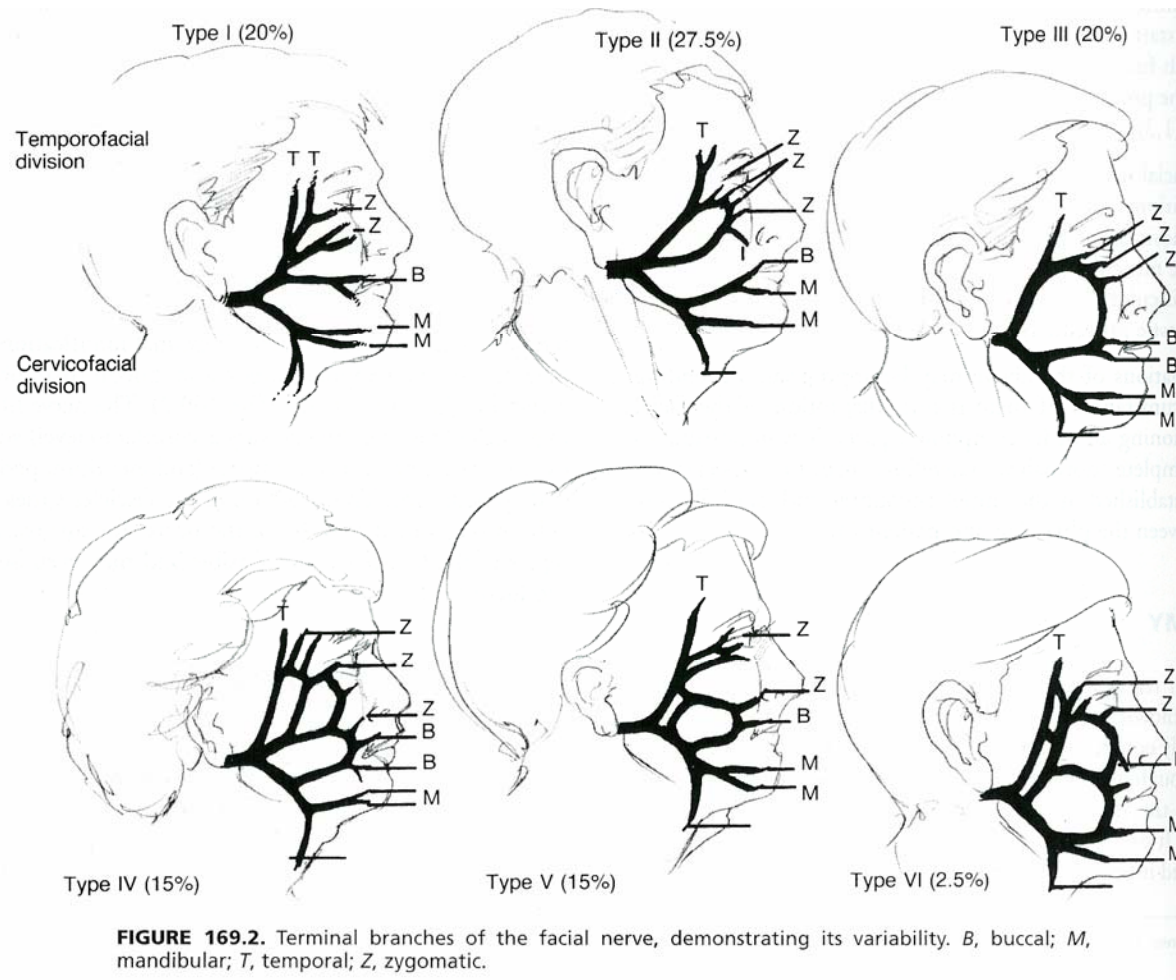 Type I (20%)
Temporofacial
division
T T
Z
Z
B
M
M
Cervicofacial
division
Type II (27.5%)
T
Z
Z
Z
I
B
M
M
Type III (20%)
T
Z
Z
Z
B
B
M
M
T
Z
Z
Z
B
B
M
Type IV (15%)
T
Z
Z
B
M
M
Type V (15%)
T
Z
Z
M
M
Type VI (2.5%)
FIGURE 169.2. Terminal branches of the facial nerve, demonstrating its variability. B, buccal; M,
mandibular; T, temporal; Z, zygomatic.